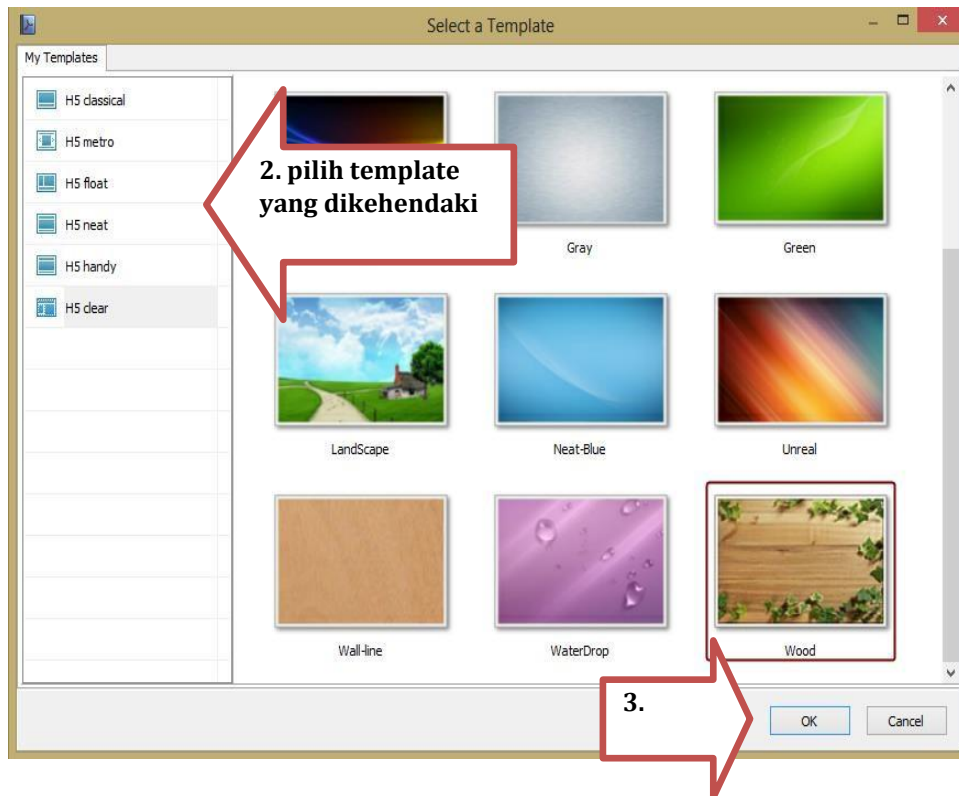 Select a Template
My Templates
H5 classical
H5 metro
H5 float
H5 neat
H5 handy
H5 clear
2. pilih template
yang dikehendaki
Gray
Green
LandScape
Neat-Blue
Unreal
Wall-line
WaterDrop
Wood
3.
OK
Cancel